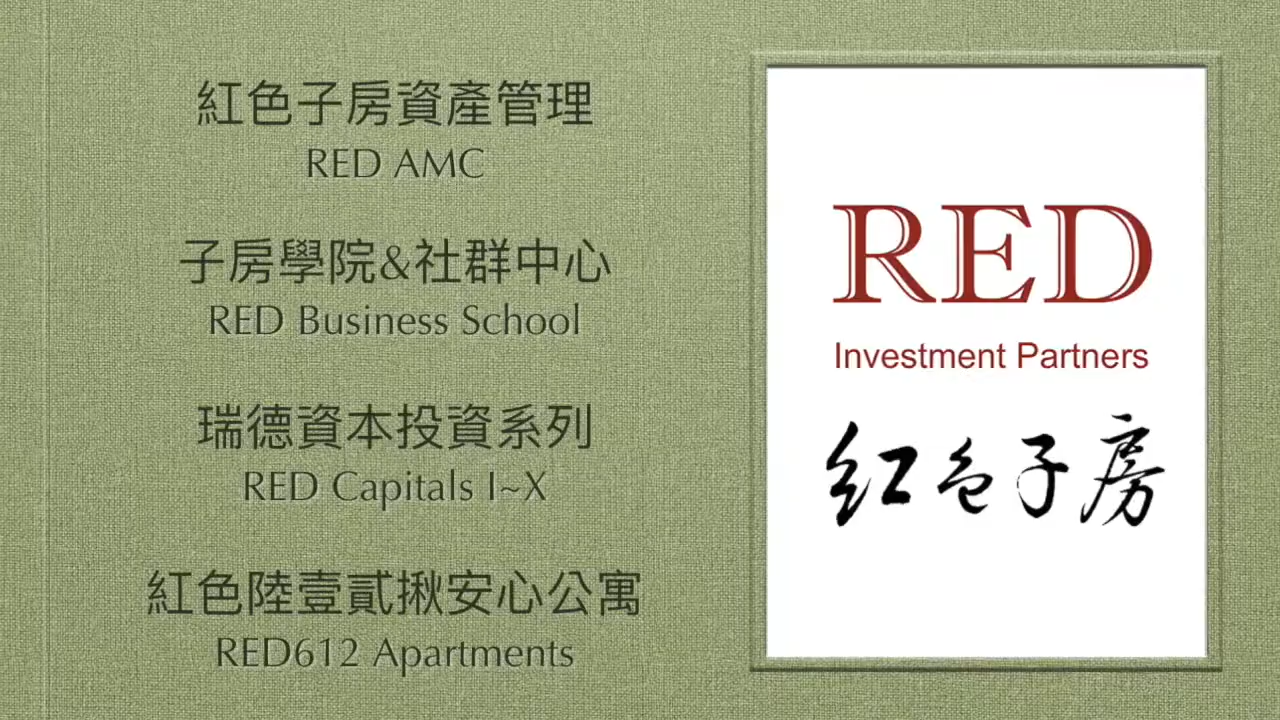 紅色子房資產管理
RED AMC
子房學院&社群中心
RED Business School
瑞德資本投資系列
RED Capitals I~X
紅色陸壹貳揪安心公寓
RED612 Apartments
RED
Investment Partners
紅色子房